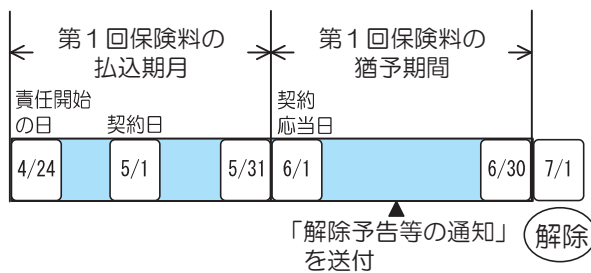 第1回保険料の
払込期月
第1回保険料の
猶予期間
責任開始
の日
契約日
契約
応当日
4/24
5/1
5/31
6/1
6/30
7/1
「解除予告等の通知」
を送付
解除